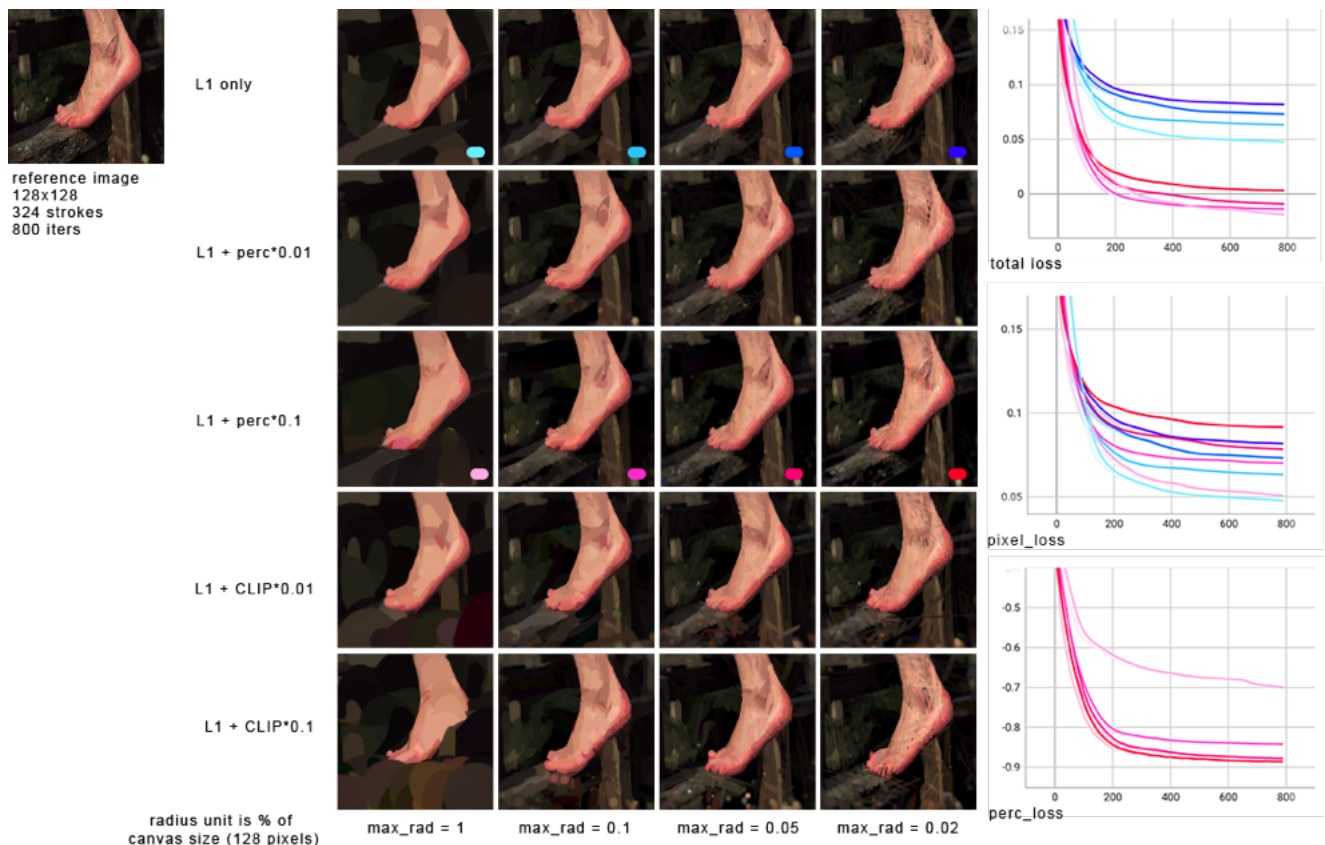 reference image
128x128
324 strokes
800 iters
L1 only
L1 + perc*0.01
L1 + perc*0.1
L1 + CLIP*0.01
L1 + CLIP*0.1
radius unit is % of
canvas size (128 pixels)
max_rad = 1
max_rad = 0.1
max_rad = 0.05
max_rad = 0.02
0.15
0.1
0.05
0
0
200
400
600
800
total loss
0.15
0.1
0.05
0
200
400
600
800
pixel_loss
-0.5
-0.6
-0.7
-0.8
-0.9
0
200
400
600
800
perc_loss